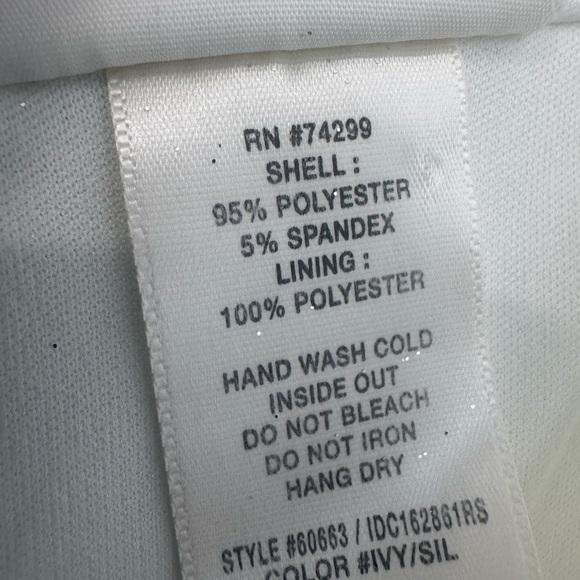 RN #74299
SHELL :
95% POLYESTER
5% SPANDEX
LINING :
100% POLYESTER
HAND WASH COLD
INSIDE OUT
DO NOT BLEACH
DO NOT IRON
HANG DRY
STYLE #60663 / IDC162861RS
COLOR #IVY/SIL.